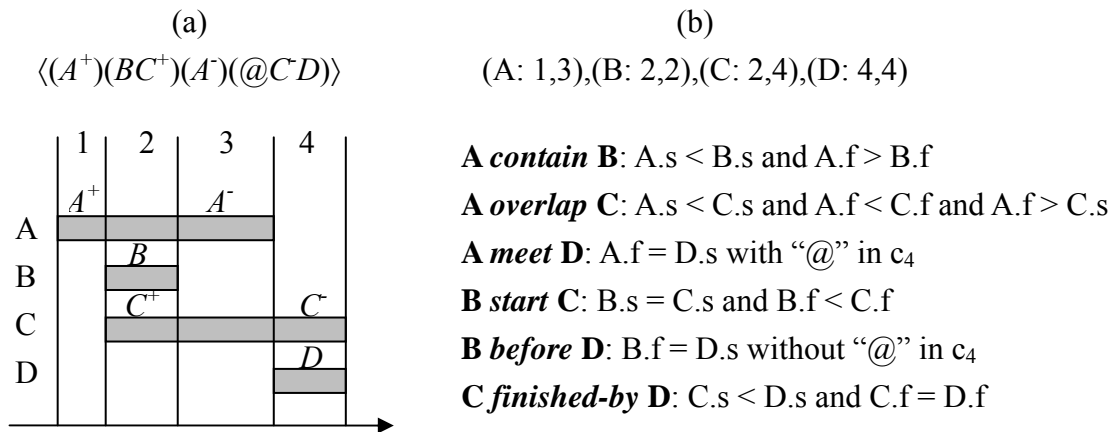 (a)
⟨(A⁺)(BC⁺)(A⁻)(@C⁻D)⟩
1 2 3 4
A⁺ A⁻
A
B
B
C⁺ C⁻
C
D
D
(b)
(A: 1,3),(B: 2,2),(C: 2,4),(D: 4,4)
A contain B: A.s < B.s and A.f > B.f
A overlap C: A.s < C.s and A.f < C.f and A.f > C.s
A meet D: A.f = D.s with “@” in c₄
B start C: B.s = C.s and B.f < C.f
B before D: B.f = D.s without “@” in c₄
C finished-by D: C.s < D.s and C.f = D.f